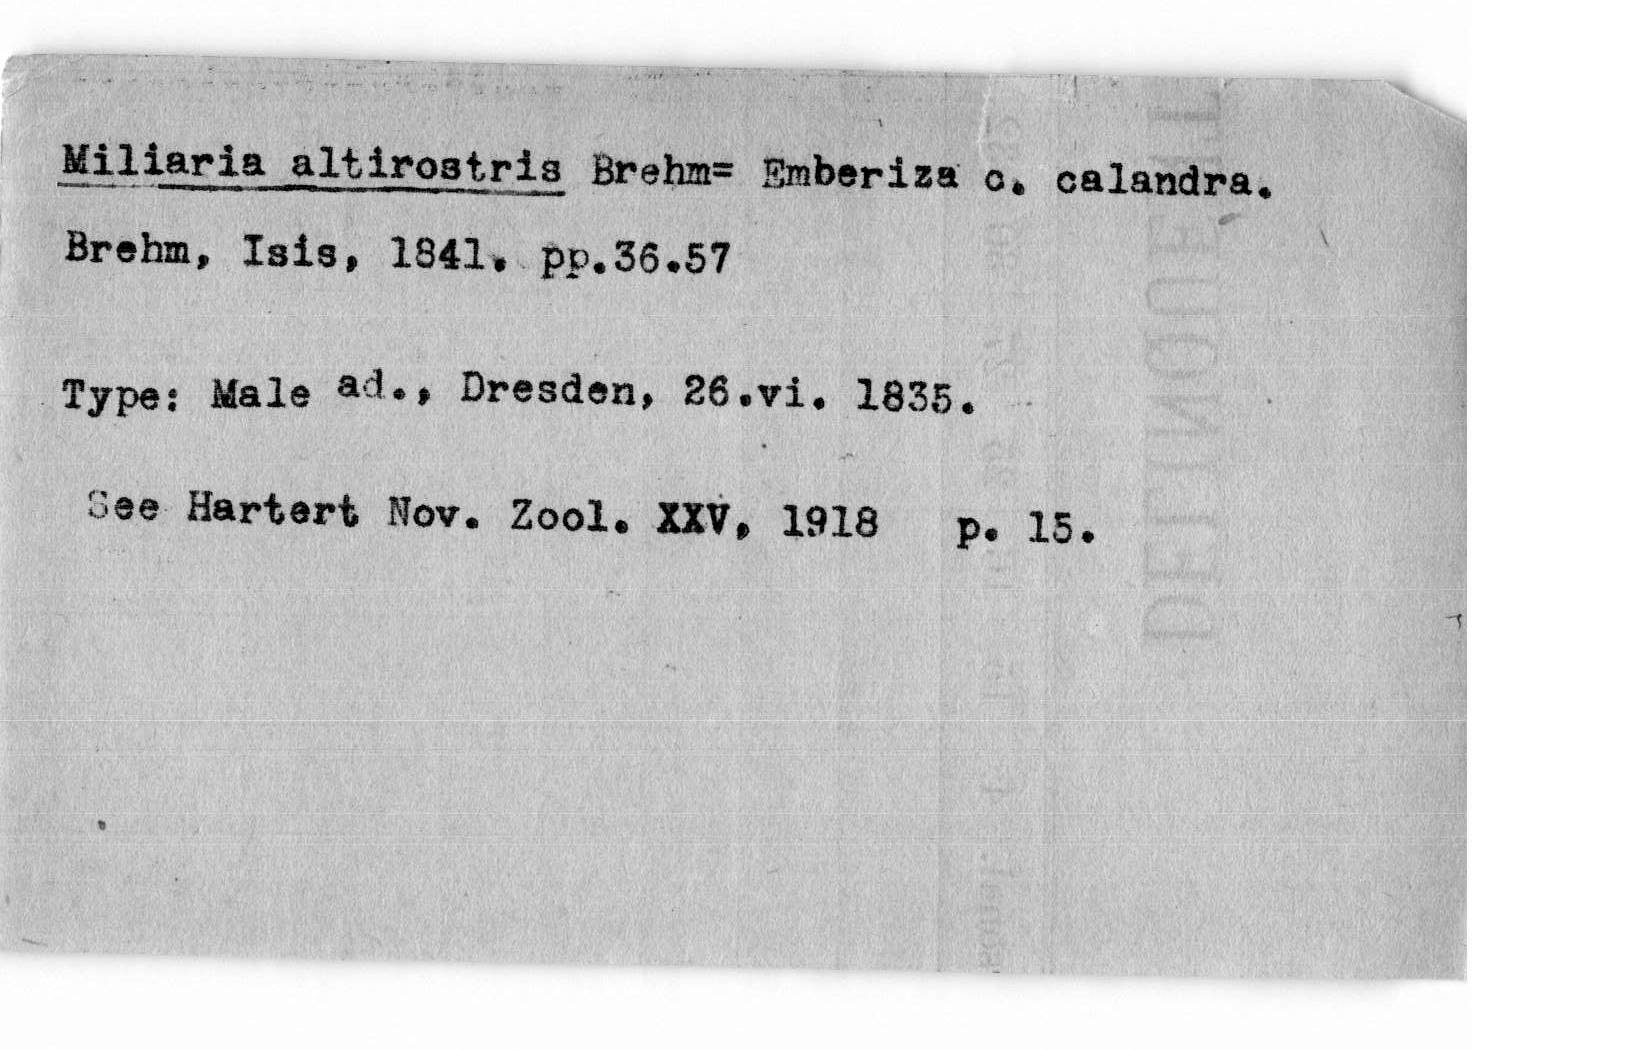 Miliaria altirostris Brehm= Emberiza c. calandra.
Brehm, Isis, 1841. pp.36.57
Type: Male ad., Dresden, 26.vi. 1835.
See Hartert Nov. Zool. XXV, 1918 p. 15.
DELINQUENT